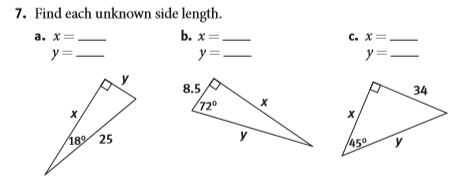 7. Find each unknown side length.
a. x = ____ b. x = ____ c. x = ____
y = ____ y = ____ y = ____
y 8.5 72° x 34
x x
18° 25 y 45° y